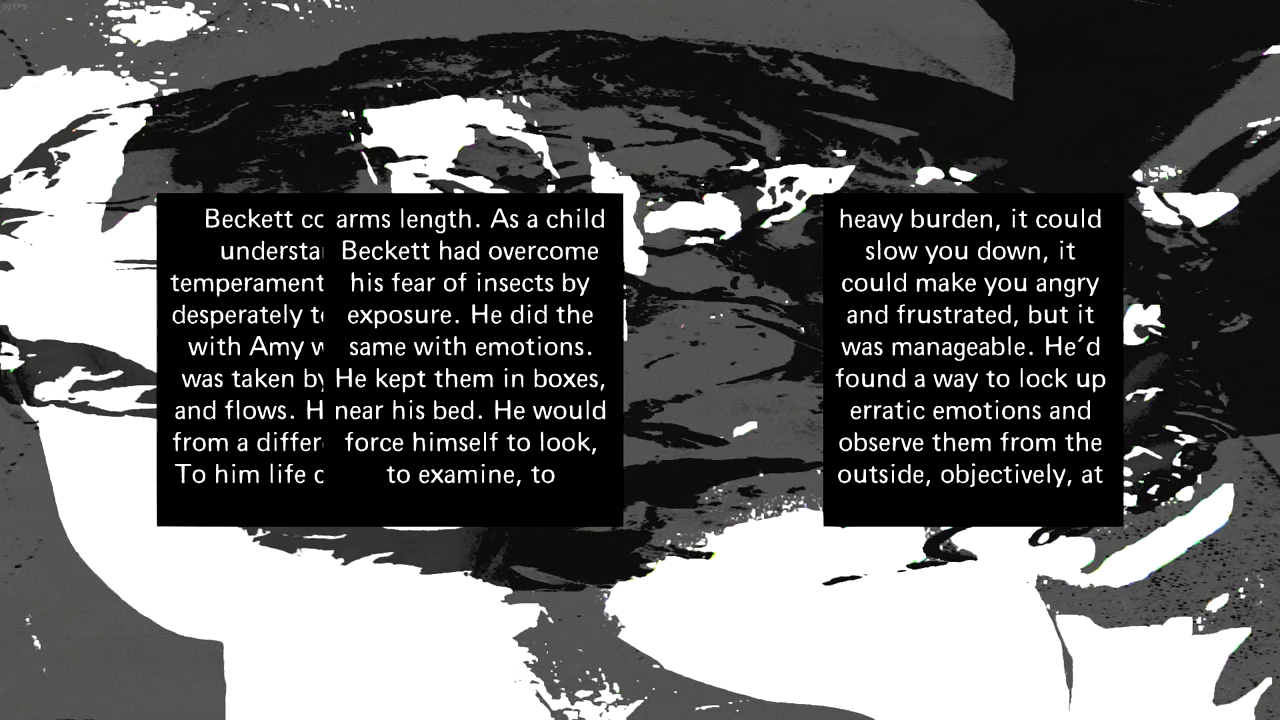 60 FPS
Beckett
temperament
desperately
with Amy
was taken by
and flows.
from a
To him life
arms length. As a child
Beckett had overcome
his fear of insects by
exposure. He did the
same with emotions.
He kept them in boxes,
near his bed. He would
force himself to look,
to examine, to
heavy burden, it could
slow you down, it
could make you angry
and frustrated, but it
was manageable. He´d
found a way to lock up
erratic emotions and
observe them from the
outside, objectively, at